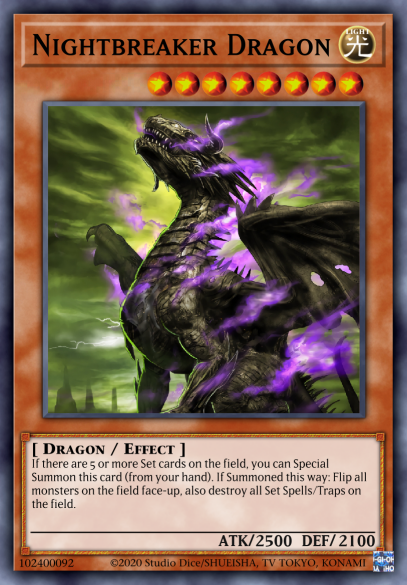 NIGHTBREAKER DRAGON
LIGHT
光
[ DRAGON / EFFECT ]
If there are 5 or more Set cards on the field, you can Special
Summon this card (from your hand). If Summoned this way: Flip all
monsters on the field face-up, also destroy all Set Spells/Traps on
the field.
ATK/2500 DEF/2100
102400092 ©2020 Studio Dice/SHUEISHA, TV TOKYO, KONAMI